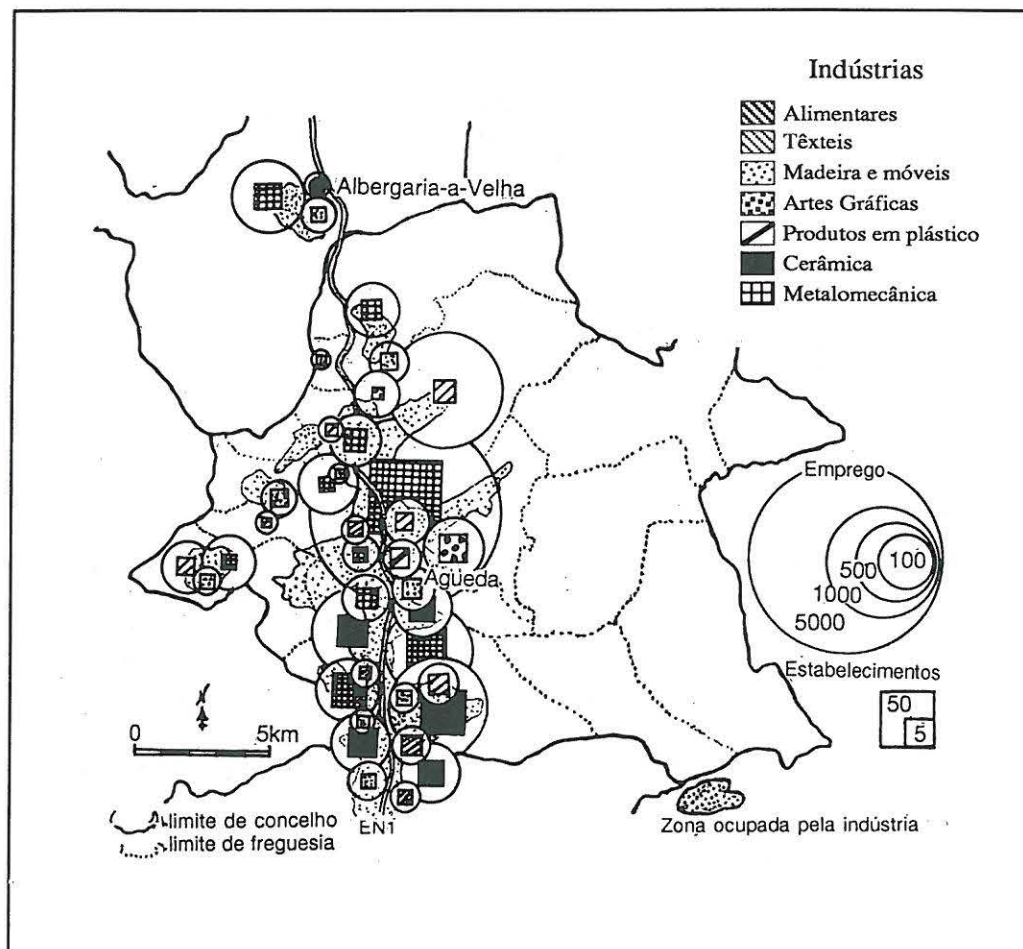 Indústrias
Alimentares
Têxteis
Madeira e móveis
Artes Gráficas
Produtos em plástico
Cerâmica
Metalomecânica
Albergaria-a-Velha
Águeda
Emprego
100
500
1000
5000
Estabelecimentos
50
5
0 5km
limite de concelho
limite de freguesia
EN1
Zona ocupada pela indústria